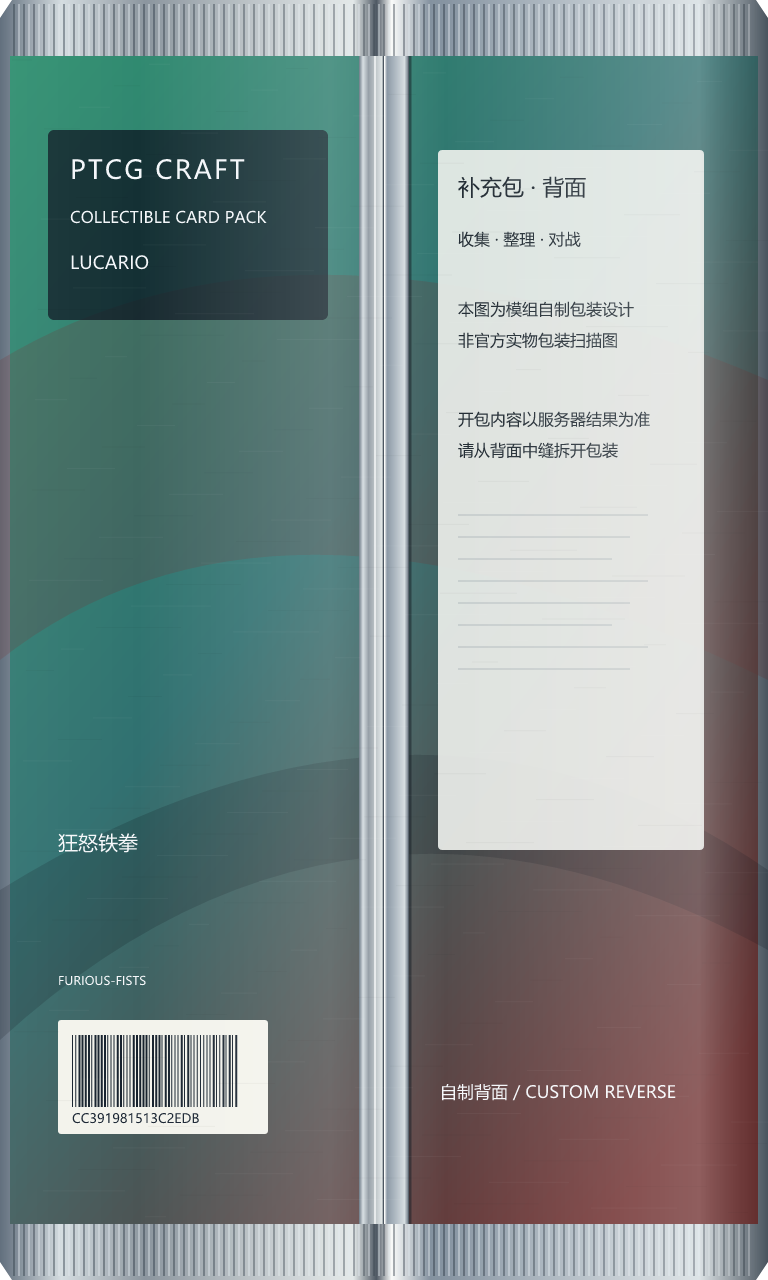 PTCG CRAFT
COLLECTIBLE CARD PACK
LUCARIO
狂怒铁拳
FURIOUS-FISTS
CC391981513C2EDB
补充包 · 背面
收集 · 整理 · 对战
本图为模组自制包装设计
非官方实物包装扫描图
开包内容以服务器结果为准
请从背面中缝拆开包装
自制背面 / CUSTOM REVERSE